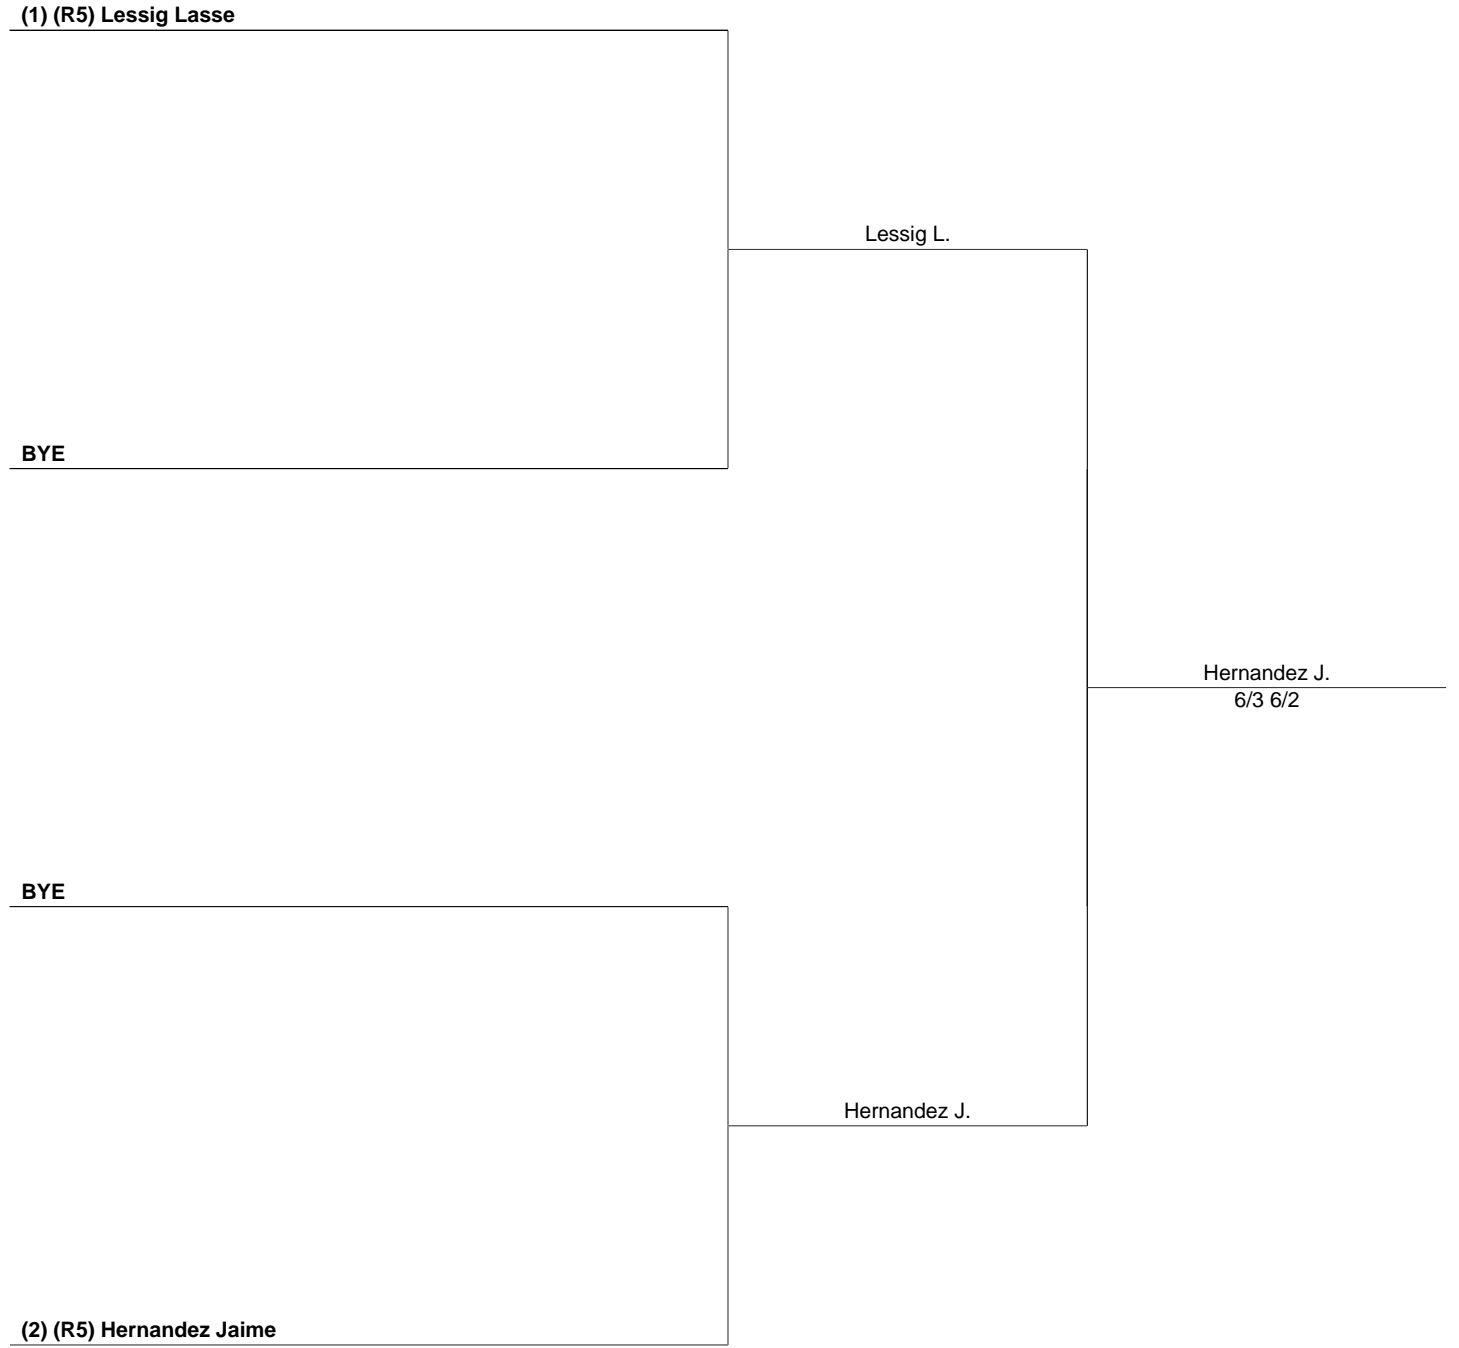 (1) (R5) Lessig Lasse
Lessig L.
BYE
Hernandez J.
6/3 6/2
BYE
Hernandez J.
(2) (R5) Hernandez Jaime